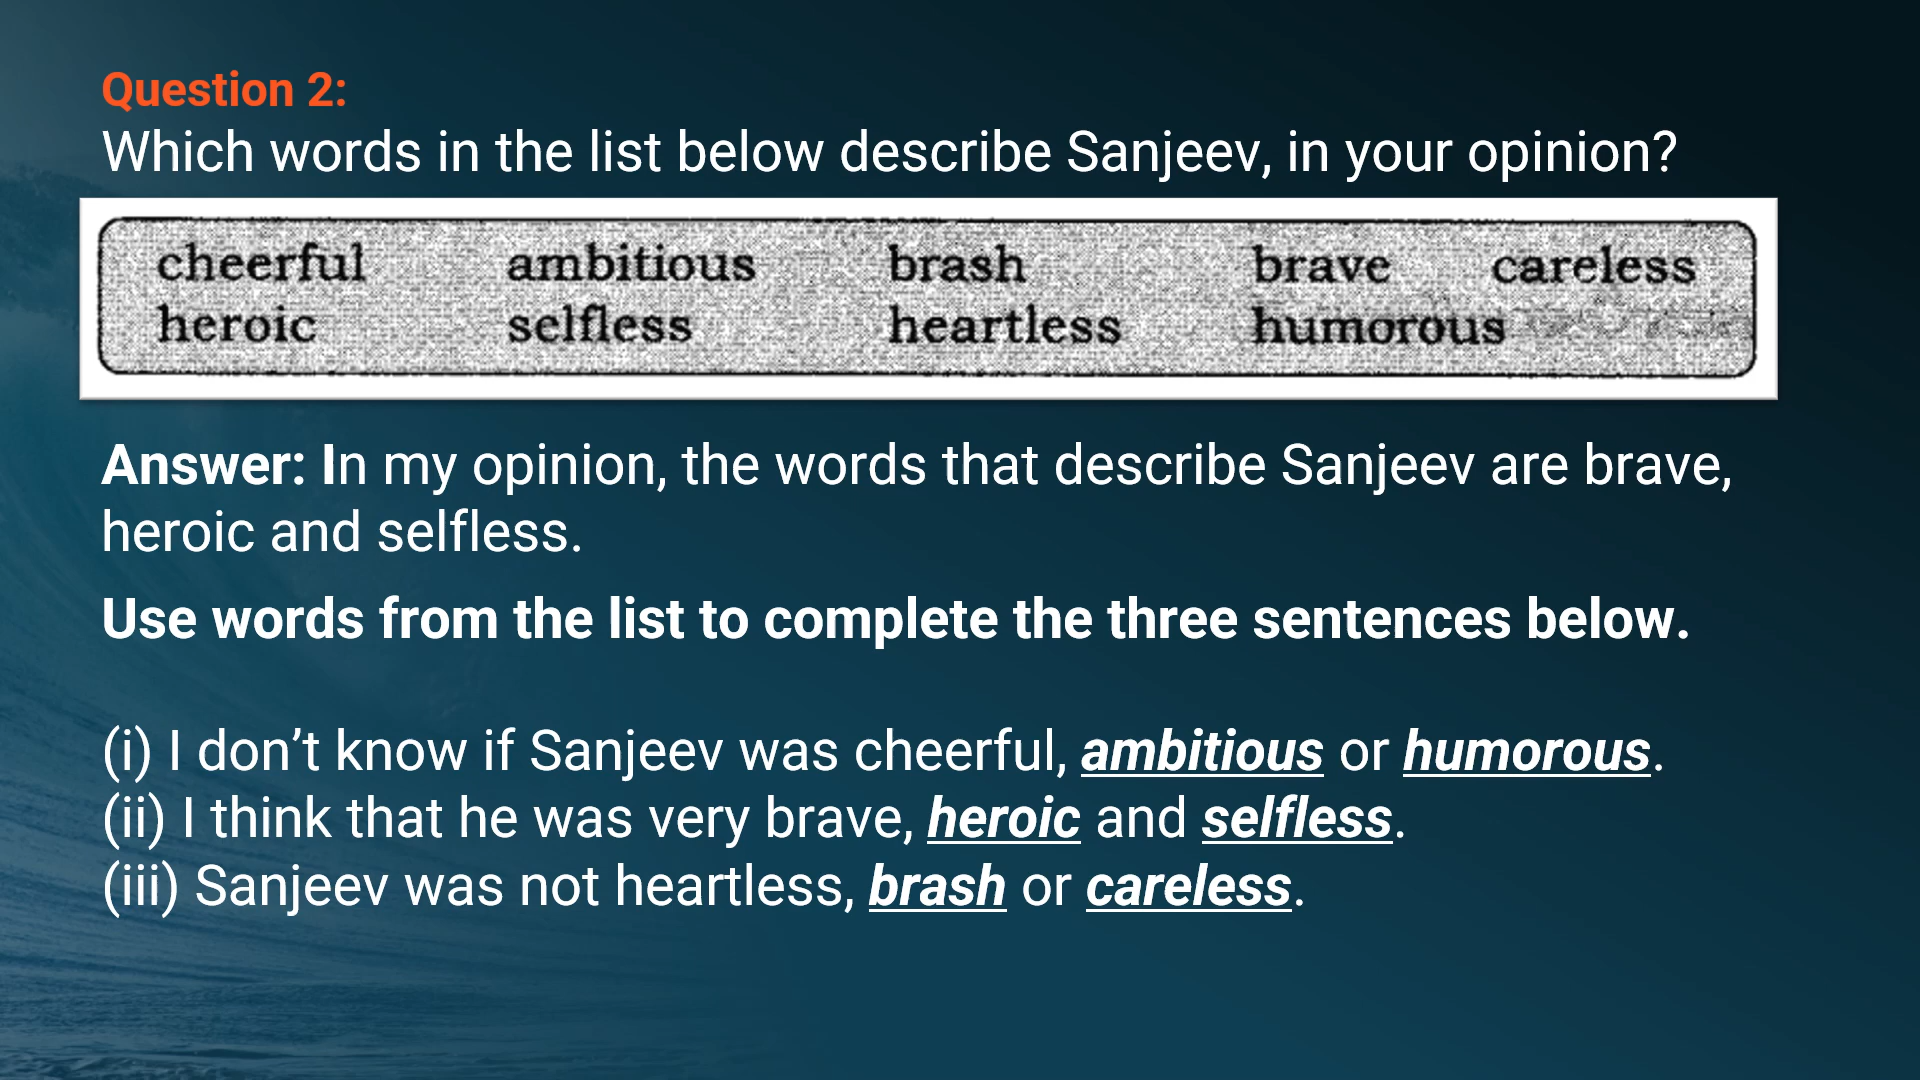 Question 2:
Which words in the list below describe Sanjeev, in your opinion?
cheerful ambitious brash brave careless
heroic selfless heartless humorous
Answer: In my opinion, the words that describe Sanjeev are brave,
heroic and selfless.
Use words from the list to complete the three sentences below.
(i) I don’t know if Sanjeev was cheerful, ambitious or humorous.
(ii) I think that he was very brave, heroic and selfless.
(iii) Sanjeev was not heartless, brash or careless.